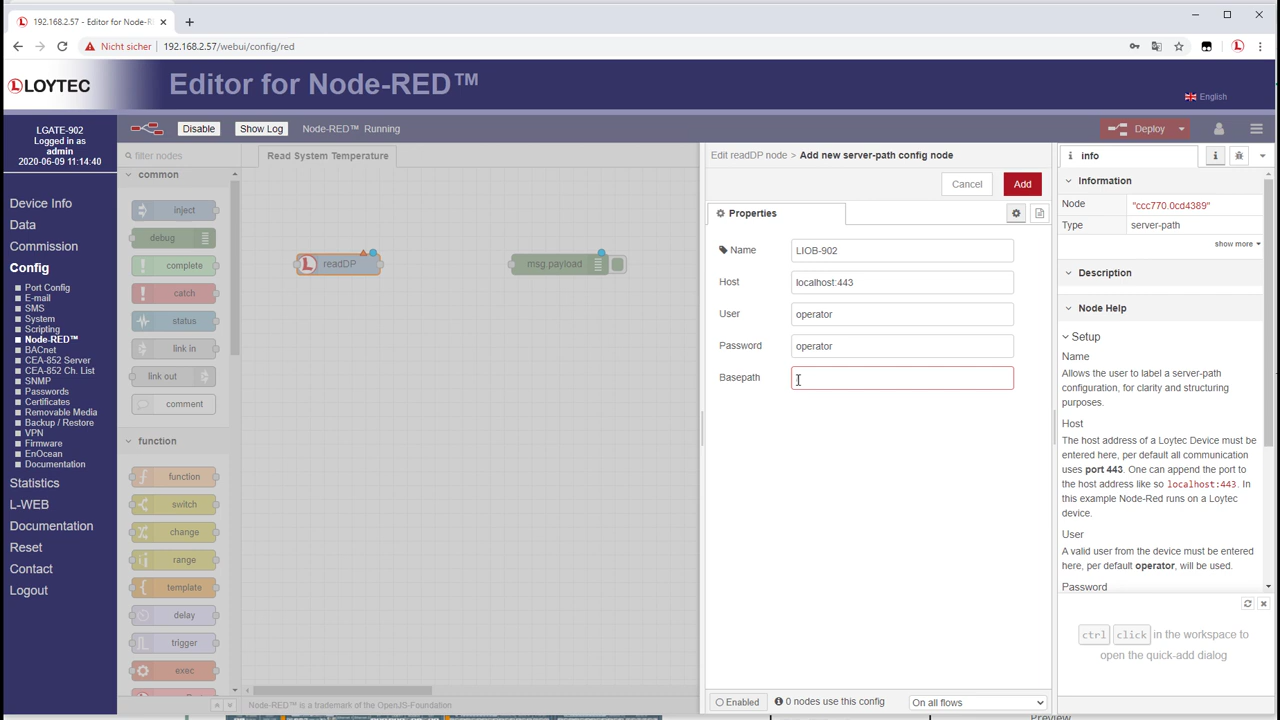 192.168.2.57 - Editor for Node-R
Nicht sicher
192.168.2.57/webui/config/red
LOYTEC
Editor for Node-RED™
English
LGATE-902
Logged in as
admin
2020-06-09 11:14:40
Device Info
Data
Commission
Config
Port Config
E-mail
SMS
System
Scripting
Node-RED™
BACnet
CEA-852 Server
CEA-852 Ch. List
SNMP
Passwords
Certificates
Removable Media
Backup / Restore
VPN
Firmware
EnOcean
Documentation
Statistics
L-WEB
Documentation
Reset
Contact
Logout
Disable
Show Log
Node-RED™ Running
Deploy
filter nodes
common
inject
debug
complete
catch
status
link in
link out
comment
function
function
switch
change
range
template
delay
trigger
exec
Read System Temperature
readDP
msg.payload
Node-RED™ is a trademark of the OpenJS-Foundation
Edit readDP node > Add new server-path config node
Cancel
Add
Properties
Name
LIOB-902
Host
localhost:443
User
operator
Password
operator
Basepath
Enabled
0 nodes use this config
On all flows
info
Information
Node
"ccc770.0cd4389"
Type
server-path
show more
Description
Node Help
Setup
Name
Allows the user to label a server-path
configuration, for clarity and structuring
purposes.
Host
The host address of a Loytec Device must be
entered here, per default all communication
uses port 443. One can append the port to
the host address like so localhost:443. In
this example Node-Red runs on a Loytec
device.
User
A valid user from the device must be entered
here, per default operator, will be used.
Password
ctrl click in the workspace to
open the quick-add dialog